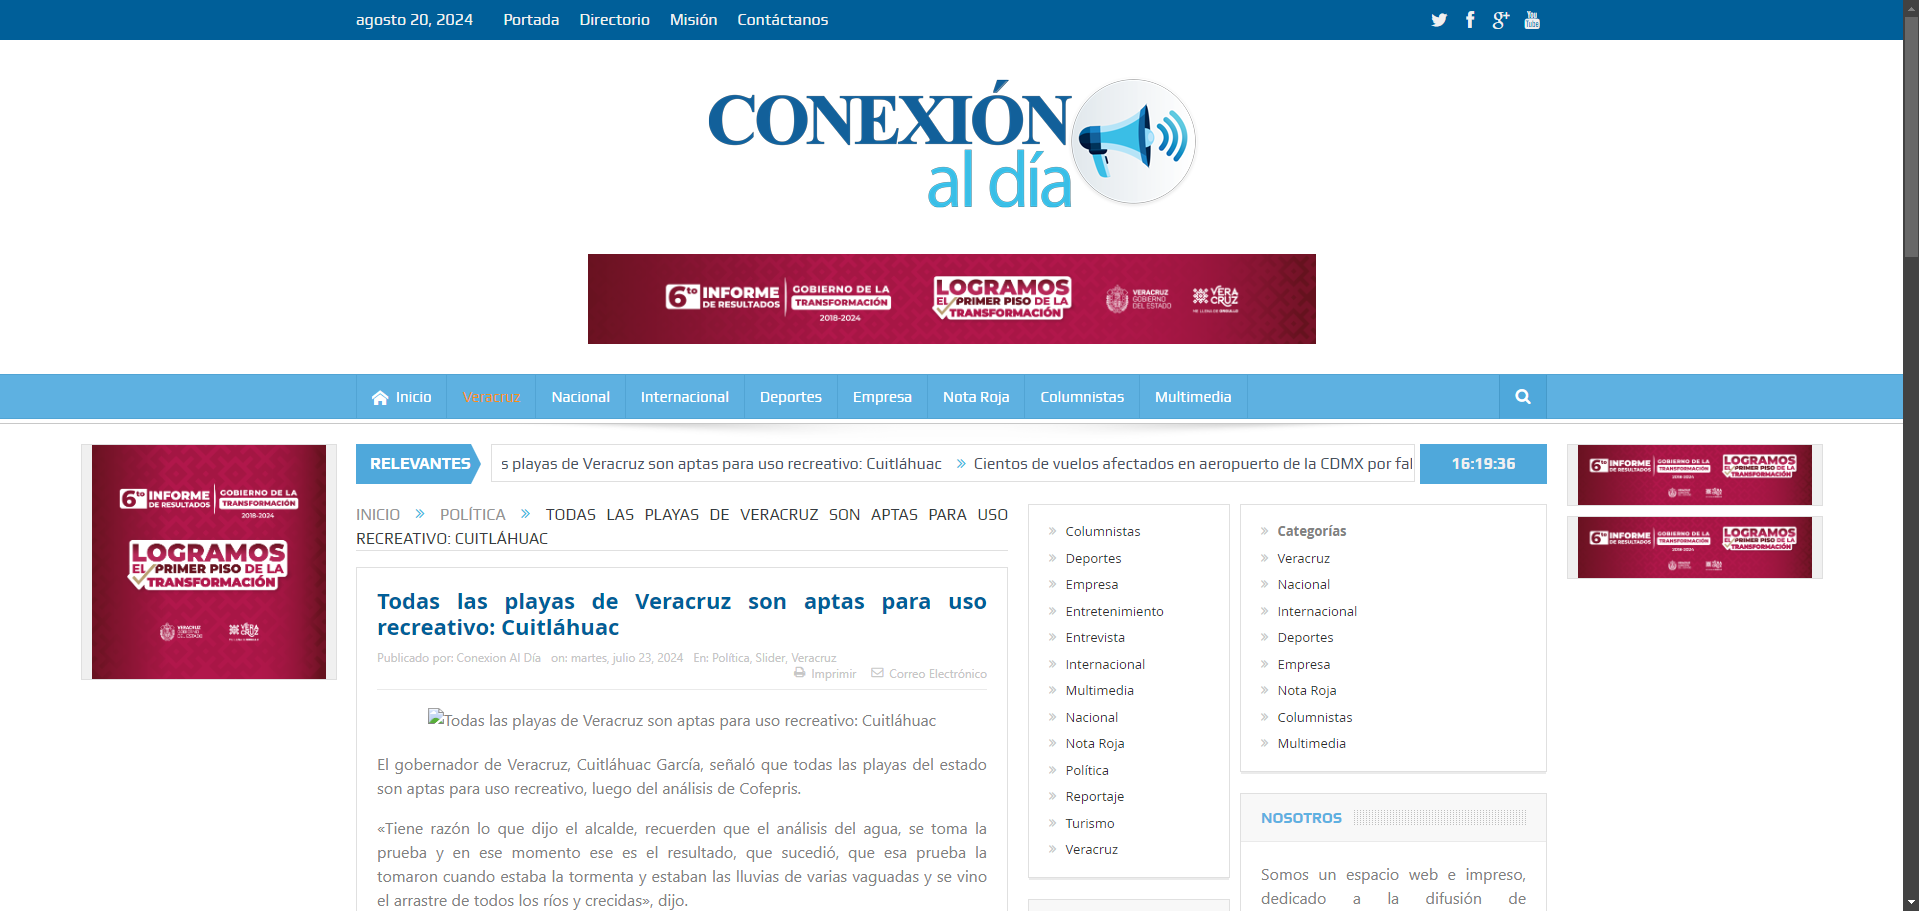 agosto 20, 2024 Portada Directorio Misión Contáctanos
CONEXIÓN
al día
6to INFORME DE RESULTADOS GOBIERNO DE LA TRANSFORMACIÓN 2018-2024 LOGRAMOS EL PRIMER PISO DE LA TRANSFORMACIÓN VERACRUZ GOBIERNO DEL ESTADO VERACRUZ ME LLENA DE ORGULLO
Inicio Veracruz Nacional Internacional Deportes Empresa Nota Roja Columnistas Multimedia
RELEVANTES s playas de Veracruz son aptas para uso recreativo: Cuitláhuac » Cientos de vuelos afectados en aeropuerto de la CDMX por fal 16:19:36
6to INFORME DE RESULTADOS GOBIERNO DE LA TRANSFORMACIÓN 2018-2024
LOGRAMOS
EL PRIMER PISO DE LA
TRANSFORMACIÓN
VERACRUZ GOBIERNO DEL ESTADO VERACRUZ
INICIO » POLÍTICA » TODAS LAS PLAYAS DE VERACRUZ SON APTAS PARA USO
RECREATIVO: CUITLÁHUAC
Todas las playas de Veracruz son aptas para uso
recreativo: Cuitláhuac
Publicado por: Conexion Al Día on: martes, julio 23, 2024 En: Política, Slider, Veracruz
Imprimir Correo Electrónico
Todas las playas de Veracruz son aptas para uso recreativo: Cuitláhuac
El gobernador de Veracruz, Cuitláhuac García, señaló que todas las playas del estado
son aptas para uso recreativo, luego del análisis de Cofepris.
«Tiene razón lo que dijo el alcalde, recuerden que el análisis del agua, se toma la
prueba y en ese momento ese es el resultado, que sucedió, que esa prueba la
tomaron cuando estaba la tormenta y estaban las lluvias de varias vaguadas y se vino
el arrastre de todos los ríos y crecidas», dijo.
Columnistas
Deportes
Empresa
Entretenimiento
Entrevista
Internacional
Multimedia
Nacional
Nota Roja
Política
Reportaje
Turismo
Veracruz
Categorías
Veracruz
Nacional
Internacional
Deportes
Empresa
Nota Roja
Columnistas
Multimedia
NOSOTROS
Somos un espacio web e impreso,
dedicado a la difusión de
6to INFORME DE RESULTADOS GOBIERNO DE LA TRANSFORMACIÓN 2018-2024 LOGRAMOS EL PRIMER PISO DE LA TRANSFORMACIÓN
6to INFORME DE RESULTADOS GOBIERNO DE LA TRANSFORMACIÓN 2018-2024 LOGRAMOS EL PRIMER PISO DE LA TRANSFORMACIÓN